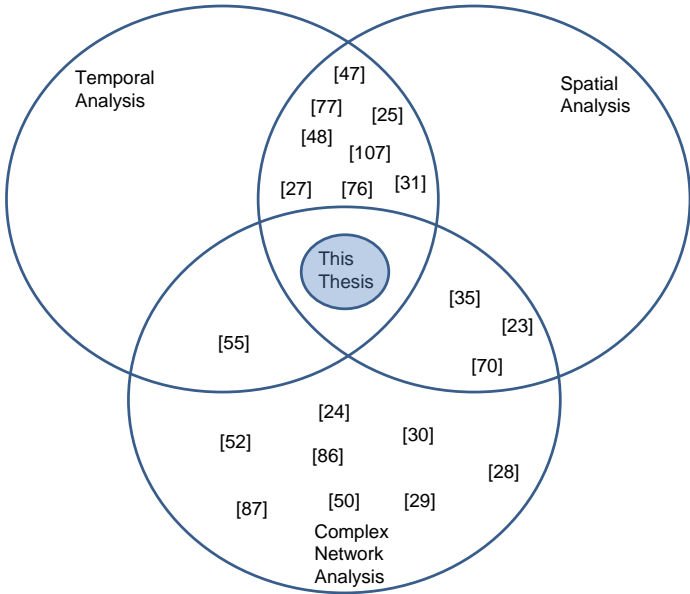 Temporal
Analysis
Spatial
Analysis
[47]
[77]
[25]
[48]
[107]
[27]
[76]
[31]
This
Thesis
[35]
[23]
[55]
[70]
[24]
[52]
[30]
[86]
[28]
[87]
[50]
[29]
Complex
Network
Analysis